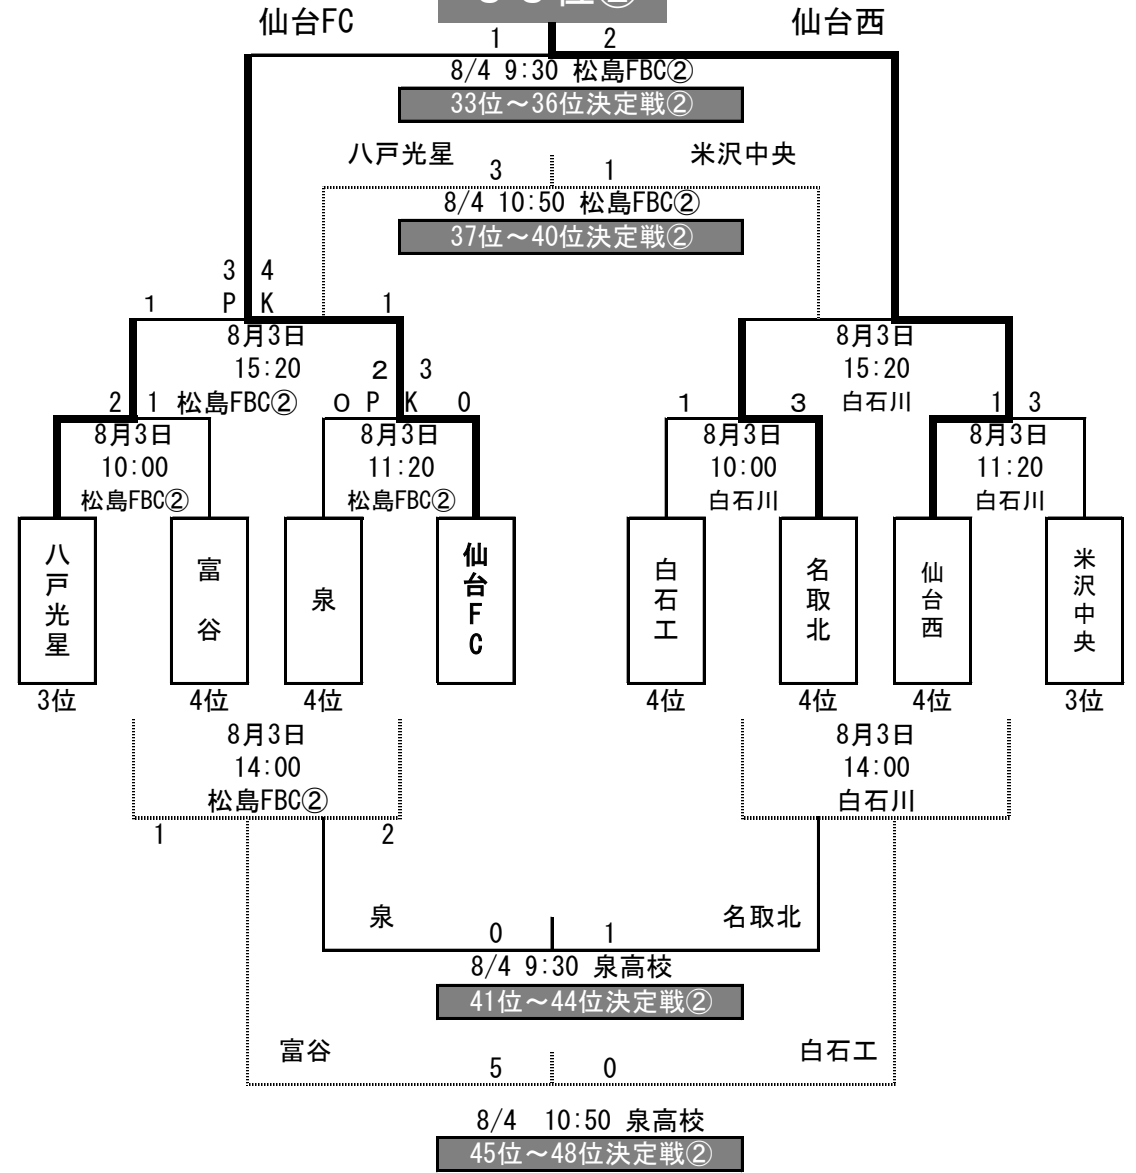 仙台FC 仙台西
1 2
8/4 9:30 松島FBC②
33位～36位決定戦②
八戸光星 米沢中央
3 1
8/4 10:50 松島FBC②
37位～40位決定戦②
3 4
1 P K 1
8月3日 8月3日
15:20 15:20
2 3
2 1 松島FBC② 0 P K 0 1 3 白石川 1 3
8月3日 8月3日 8月3日 8月3日
10:00 11:20 10:00 11:20
松島FBC② 松島FBC② 白石川 白石川
八戸光星 富谷 泉 仙台FC 白石工 名取北 仙台西 米沢中央
3位 4位 4位 4位 4位 4位 3位
8月3日 8月3日
14:00 14:00
松島FBC② 白石川
1 2
泉 名取北
0 1
8/4 9:30 泉高校
41位～44位決定戦②
富谷 白石工
5 0
8/4 10:50 泉高校
45位～48位決定戦②